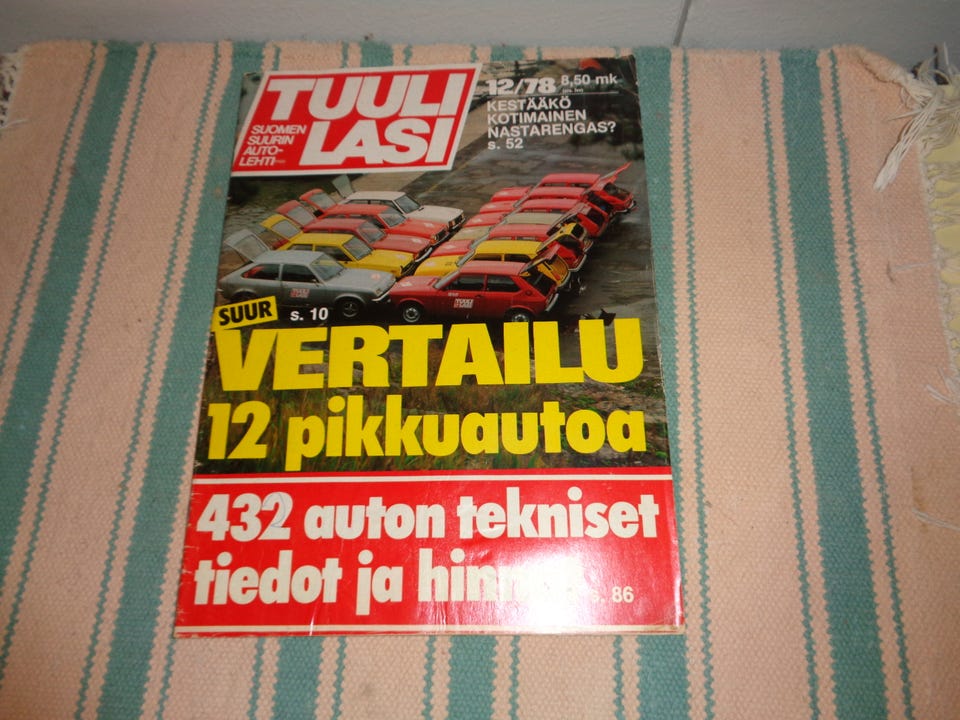 TUULI
LASI
SUOMEN
SUURIN
AUTO-
LEHTI
12/78 8,50 mk
KESTÄÄKÖ
KOTIMAINEN
NASTARENGAS?
s. 52
SUUR s. 10
VERTAILU
12 pikkuautoa
432 auton tekniset
tiedot ja
s. 86